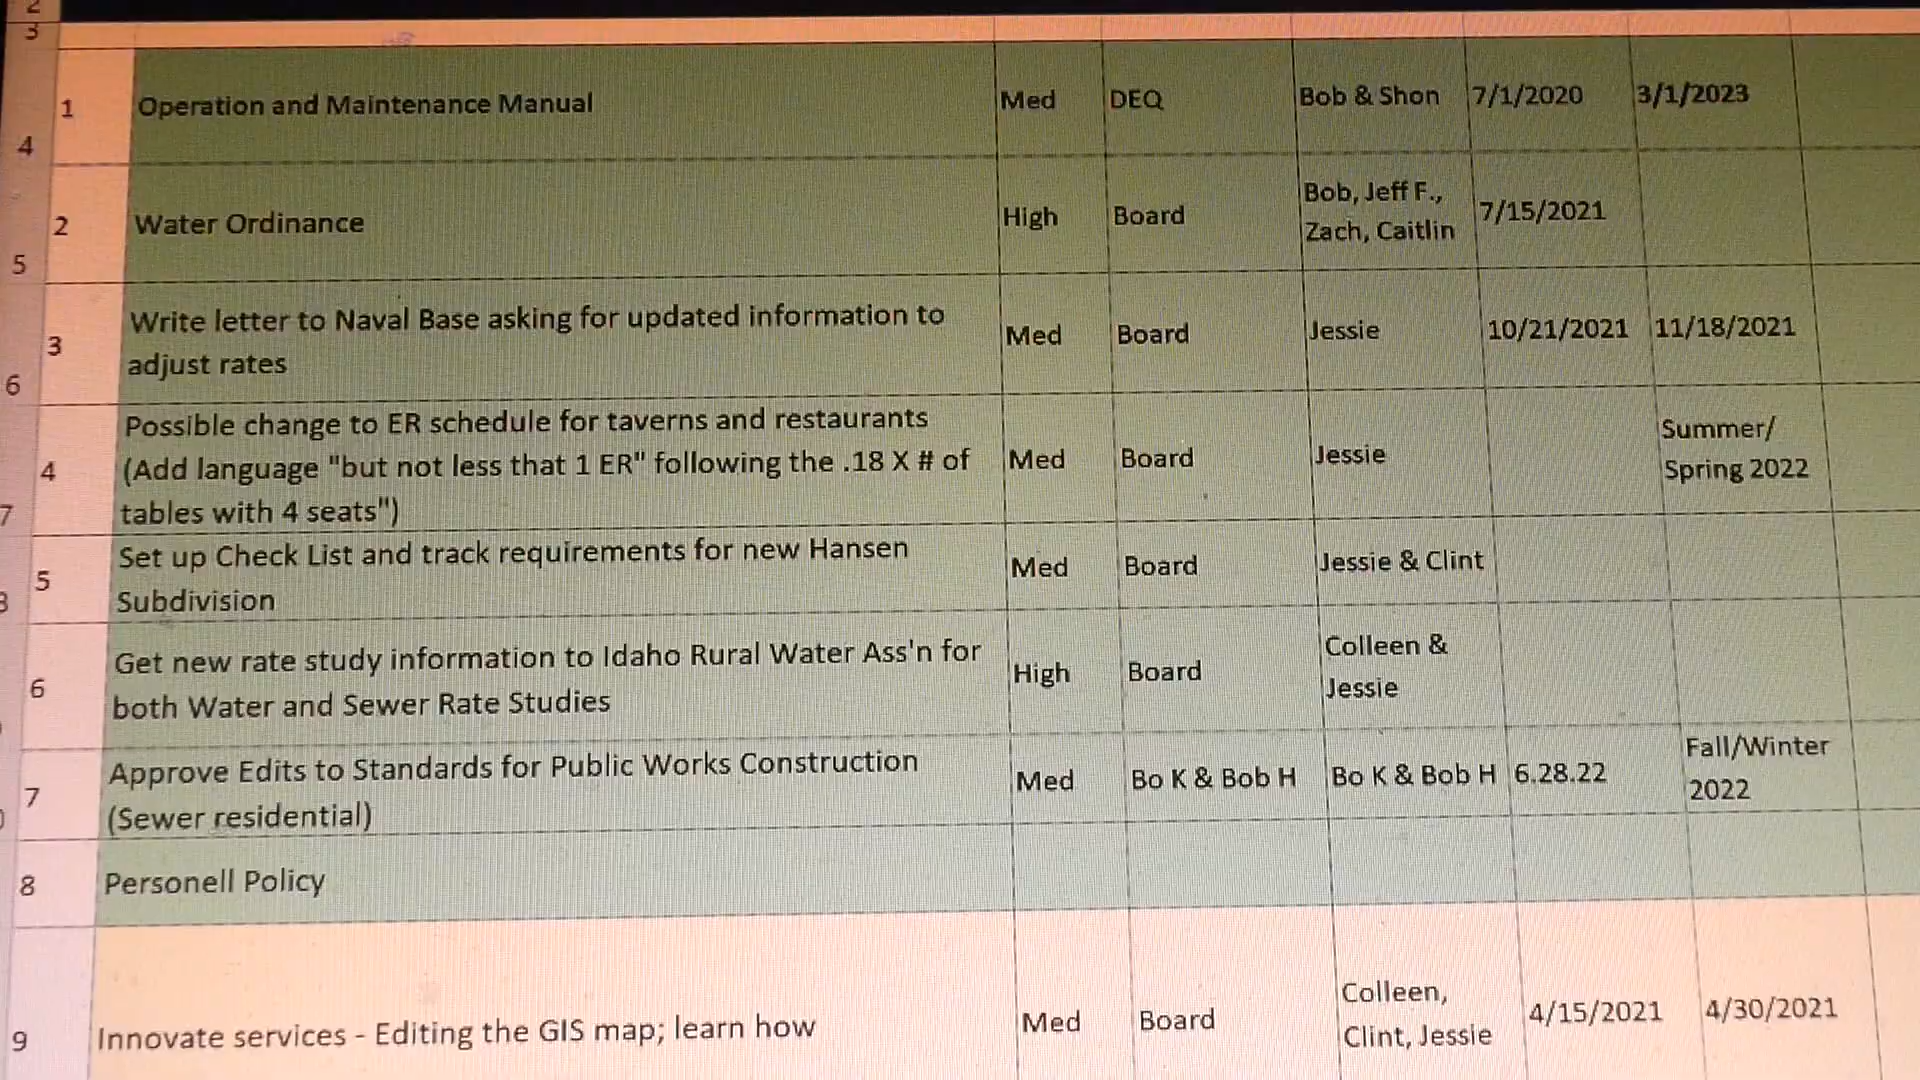 2
3
1 Operation and Maintenance Manual Med DEQ Bob & Shon 7/1/2020 3/1/2023
4
2 Water Ordinance High Board Bob, Jeff F., Zach, Caitlin 7/15/2021
5
3 Write letter to Naval Base asking for updated information to
adjust rates Med Board Jessie 10/21/2021 11/18/2021
6
4 Possible change to ER schedule for taverns and restaurants
(Add language "but not less that 1 ER" following the .18 X # of
tables with 4 seats") Med Board Jessie Summer/ Spring 2022
7
5 Set up Check List and track requirements for new Hansen
Subdivision Med Board Jessie & Clint
6 Get new rate study information to Idaho Rural Water Ass'n for
both Water and Sewer Rate Studies High Board Colleen & Jessie
7 Approve Edits to Standards for Public Works Construction
(Sewer residential) Med Bo K & Bob H Bo K & Bob H 6.28.22 Fall/Winter 2022
8 Personell Policy
9 Innovate services - Editing the GIS map; learn how Med Board Colleen, Clint, Jessie 4/15/2021 4/30/2021